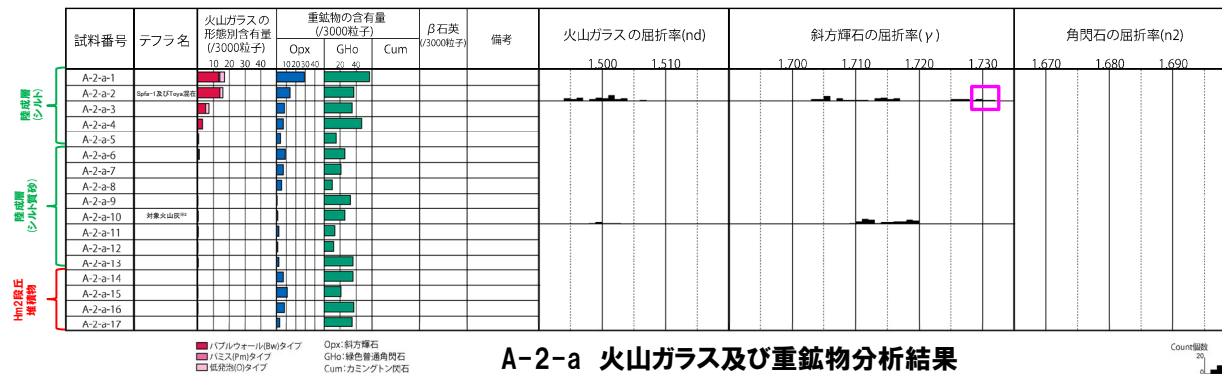 試料番号 テフラ名 火山ガラスの形態別含有量(/3000粒子) 重鉱物の含有量(/3000粒子) β石英(/3000粒子) 備考 火山ガラスの屈折率(nd) 斜方輝石の屈折率(γ) 角閃石の屈折率(n2)
Opx GHo Cum
10 20 30 40 10 20 30 40 20 40 1,500 1,510 1,700 1,710 1,720 1,730 1,670 1,680 1,690
陸成層(シルト)
A-2-a-1
A-2-a-2 Spfa-1及びToya混在
A-2-a-3
A-2-a-4
A-2-a-5
陸成層(シルト質砂)
A-2-a-6
A-2-a-7
A-2-a-8
A-2-a-9
A-2-a-10 対象火山灰※2
A-2-a-11
A-2-a-12
A-2-a-13
Hm2段丘堆積物
A-2-a-14
A-2-a-15
A-2-a-16
A-2-a-17
バブルウォール(Bw)タイプ
パミス(Pm)タイプ
低発泡(O)タイプ
Opx:斜方輝石
GHo:緑色普通角閃石
Cum:カミングトン閃石
A-2-a 火山ガラス及び重鉱物分析結果
Count個数
20
0